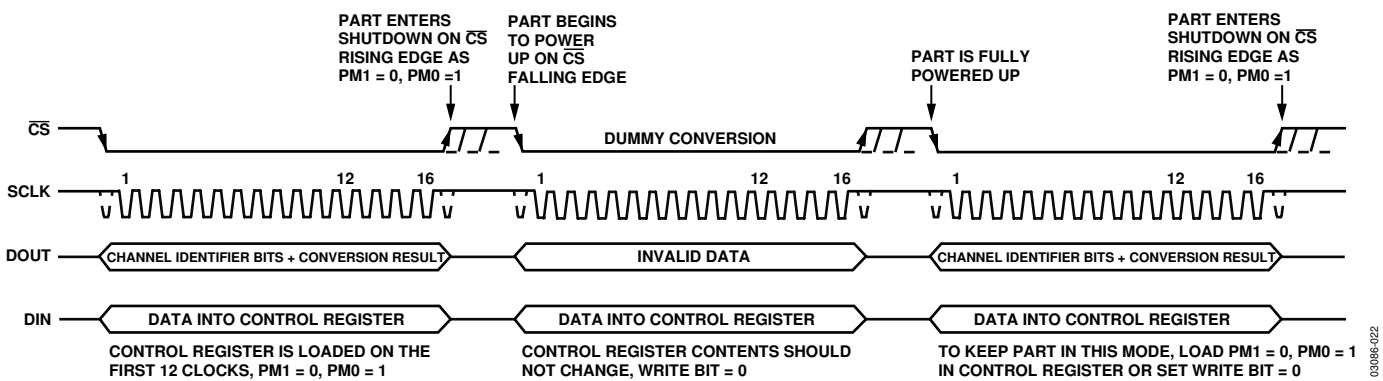 PART ENTERS
SHUTDOWN ON CS
RISING EDGE AS
PM1 = 0, PM0 =1
PART BEGINS
TO POWER
UP ON CS
FALLING EDGE
PART IS FULLY
POWERED UP
PART ENTERS
SHUTDOWN ON CS
RISING EDGE AS
PM1 = 0, PM0 =1
CS
DUMMY CONVERSION
SCLK
1 12 16 1 12 16 1 12 16
DOUT
CHANNEL IDENTIFIER BITS + CONVERSION RESULT
INVALID DATA
CHANNEL IDENTIFIER BITS + CONVERSION RESULT
DIN
DATA INTO CONTROL REGISTER
DATA INTO CONTROL REGISTER
DATA INTO CONTROL REGISTER
CONTROL REGISTER IS LOADED ON THE
FIRST 12 CLOCKS, PM1 = 0, PM0 = 1
CONTROL REGISTER CONTENTS SHOULD
NOT CHANGE, WRITE BIT = 0
TO KEEP PART IN THIS MODE, LOAD PM1 = 0, PM0 = 1
IN CONTROL REGISTER OR SET WRITE BIT = 0
03086-022